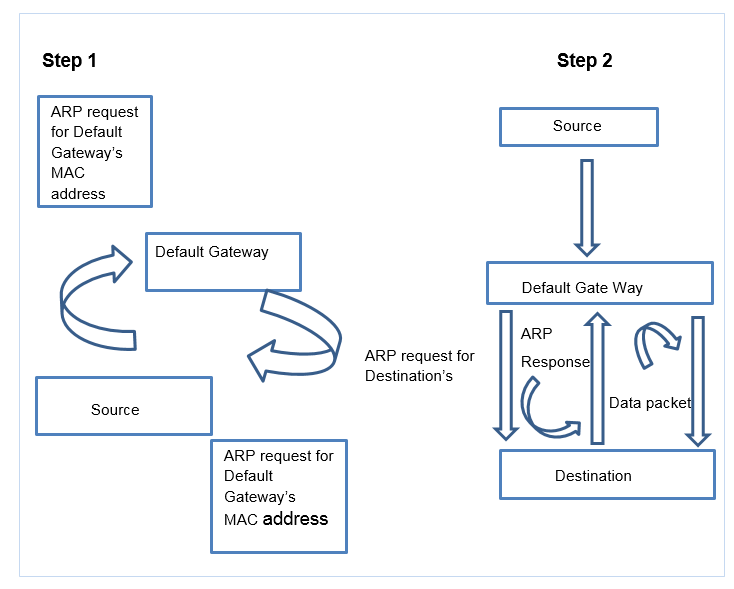 Step 1
ARP request
for Default
Gateway's
MAC
address
Default Gateway
Source
ARP request for
Default
Gateway's
MAC address
ARP request for
Destination's
Step 2
Source
Default Gate Way
ARP
Response
Data packet
Destination